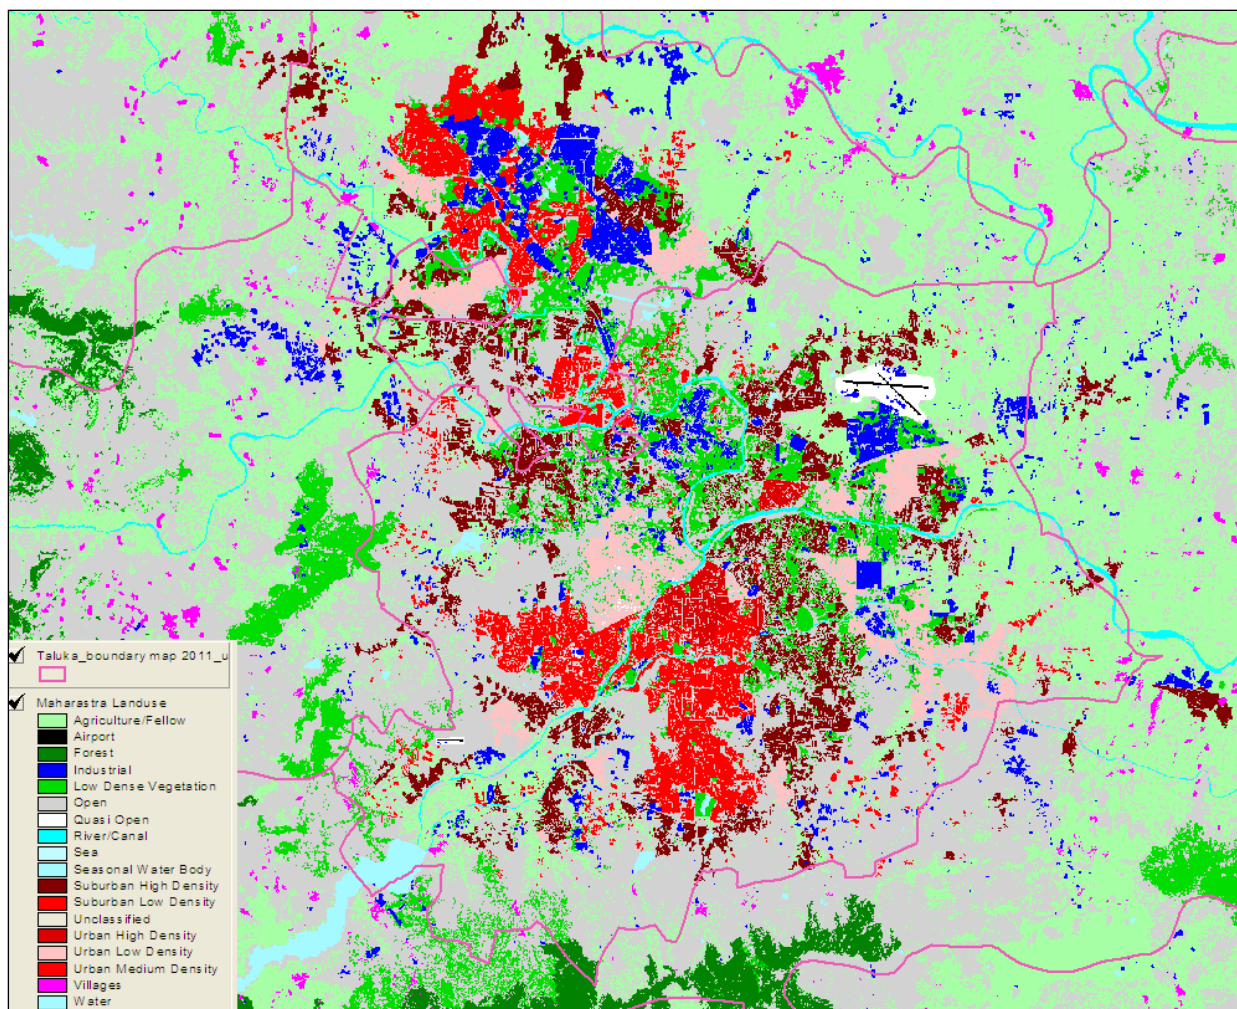 Taluka_boundary map 2011_u
Maharastra Landuse
Agriculture/Fellow
Airport
Forest
Industrial
Low Dense Vegetation
Open
Quasi Open
River/Canal
Sea
Seasonal Water Body
Suburban High Density
Suburban Low Density
Unclassified
Urban High Density
Urban Low Density
Urban Medium Density
Villages
Water